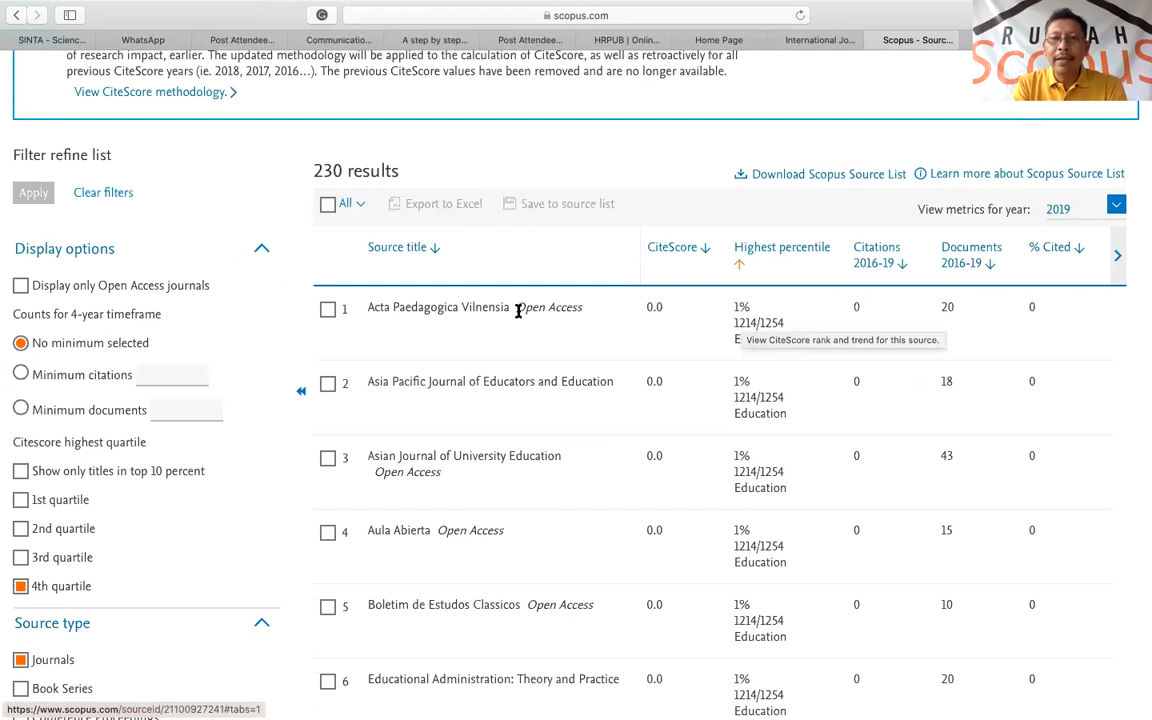 scopus.com
SINTA - Scienc...
WhatsApp
Post Attendee...
Communicatio...
A step by step...
Post Attendee...
HRPUB | Onlin...
Home Page
International Jo...
Scopus - Sourc...
of research impact, earlier. The updated methodology will be applied to the calculation of CiteScore, as well as retroactively for all
previous CiteScore years (ie. 2018, 2017, 2016...). The previous CiteScore values have been removed and are no longer available.
View CiteScore methodology. >
Filter refine list
Apply Clear filters
Display options
Display only Open Access journals
Counts for 4-year timeframe
No minimum selected
Minimum citations
Minimum documents
Citescore highest quartile
Show only titles in top 10 percent
1st quartile
2nd quartile
3rd quartile
4th quartile
Source type
Journals
Book Series
https://www.scopus.com/sourceid/21100927241#tabs=1
230 results
Download Scopus Source List
Learn more about Scopus Source List
All
Export to Excel
Save to source list
View metrics for year: 2019
Source title
CiteScore
Highest percentile
Citations
2016-19
Documents
2016-19
% Cited
1 Acta Paedagogica Vilnensia Open Access 0.0 1% 0 20 0
1214/1254
View CiteScore rank and trend for this source.
2 Asia Pacific Journal of Educators and Education 0.0 1% 0 18 0
1214/1254
Education
3 Asian Journal of University Education 0.0 1% 0 43 0
Open Access 1214/1254
Education
4 Aula Abierta Open Access 0.0 1% 0 15 0
1214/1254
Education
5 Boletim de Estudos Classicos Open Access 0.0 1% 0 10 0
1214/1254
Education
6 Educational Administration: Theory and Practice 0.0 1% 0 20 0
1214/1254
Education